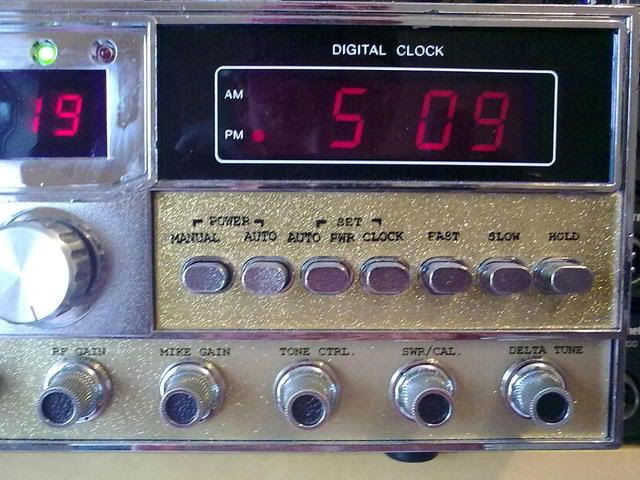 DIGITAL CLOCK
19
AM
PM
5 09
POWER SET
MANUAL AUTO AUTO PWR CLOCK FAST SLOW HOLD
RF GAIN MIKE GAIN TONE CTRL. SWR/CAL. DELTA TUNE